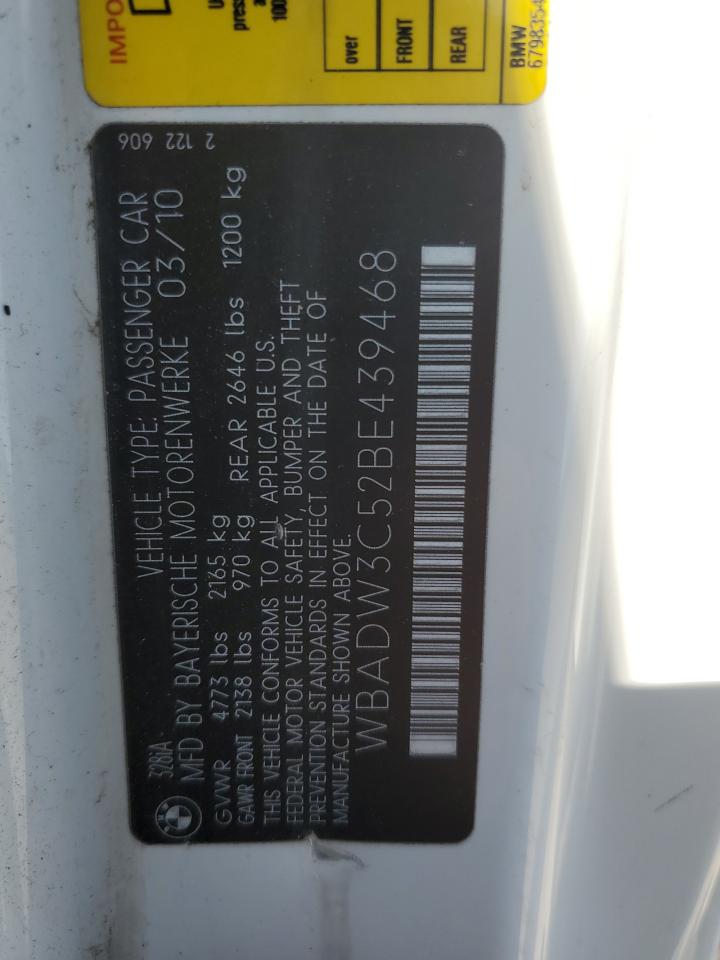 IMPO
over
FRONT
REAR
BMW
6798354
2 122 606
328iA
VEHICLE TYPE: PASSENGER CAR
MFD BY BAYERISCHE MOTORENWERKE 03/10
GVWR 4773 lbs 2165 kg
GAWR FRONT 2138 lbs 970 kg REAR 2646 lbs 1200 kg
THIS VEHICLE CONFORMS TO ALL APPLICABLE U.S.
FEDERAL MOTOR VEHICLE SAFETY, BUMPER AND THEFT
PREVENTION STANDARDS IN EFFECT ON THE DATE OF
MANUFACTURE SHOWN ABOVE.
WBADW3C52BE439468